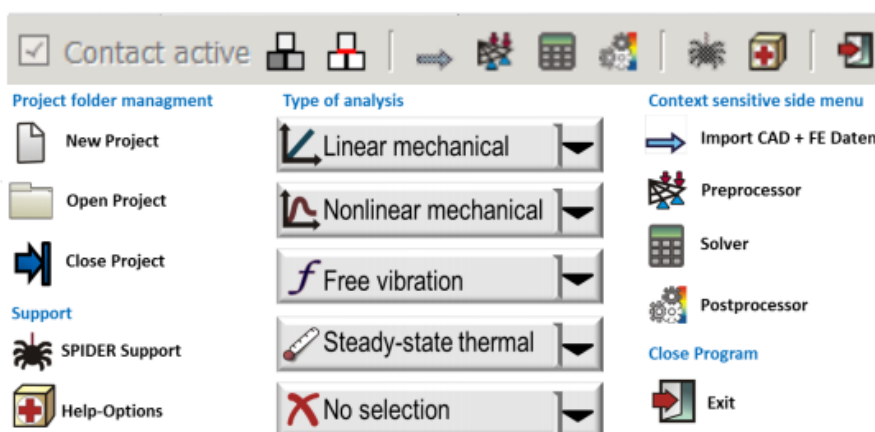 Contact active
Project folder managment
New Project
Open Project
Close Project
Support
SPIDER Support
Help-Options
Type of analysis
Linear mechanical
Nonlinear mechanical
f Free vibration
Steady-state thermal
No selection
Context sensitive side menu
Import CAD + FE Daten
Preprocessor
Solver
Postprocessor
Close Program
Exit